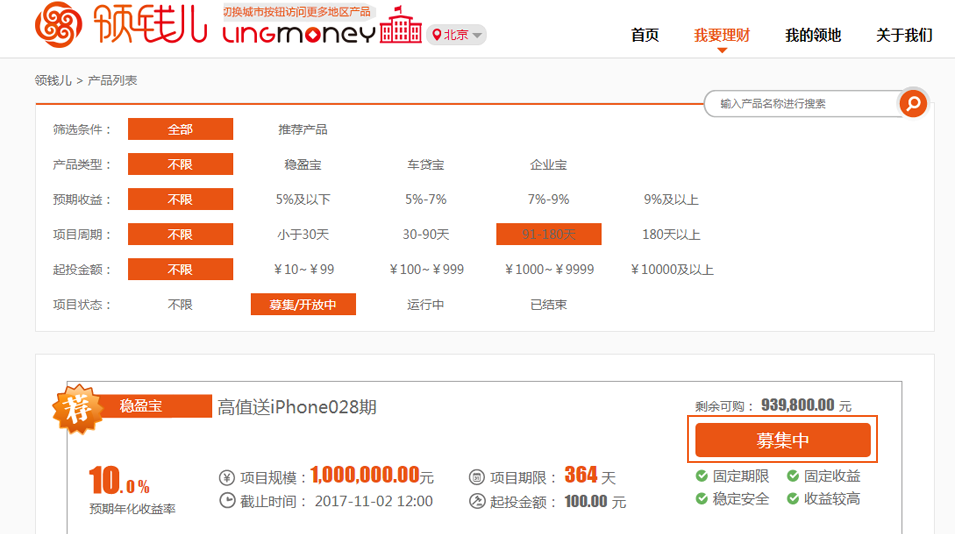 切换城市按钮访问更多地区产品
领钱儿 Lingmoney 北京 首页 我要理财 我的领地 关于我们
领钱儿 > 产品列表
输入产品名称进行搜索
筛选条件： 全部 推荐产品
产品类型： 不限 稳盈宝 车贷宝 企业宝
预期收益： 不限 5%及以下 5%-7% 7%-9% 9%及以上
项目周期： 不限 小于30天 30-90天 91-180天 180天以上
起投金额： 不限 ￥10~￥99 ￥100~￥999 ￥1000~￥9999 ￥10000及以上
项目状态： 不限 募集/开放中 运行中 已结束
荐 稳盈宝 高值送iPhone028期 剩余可购： 939,800.00 元
募集中
10.0% 项目规模：1,000,000.00元 项目期限： 364 天 固定期限 固定收益
预期年化收益率 截止时间： 2017-11-02 12:00 起投金额： 100.00 元 稳定安全 收益较高